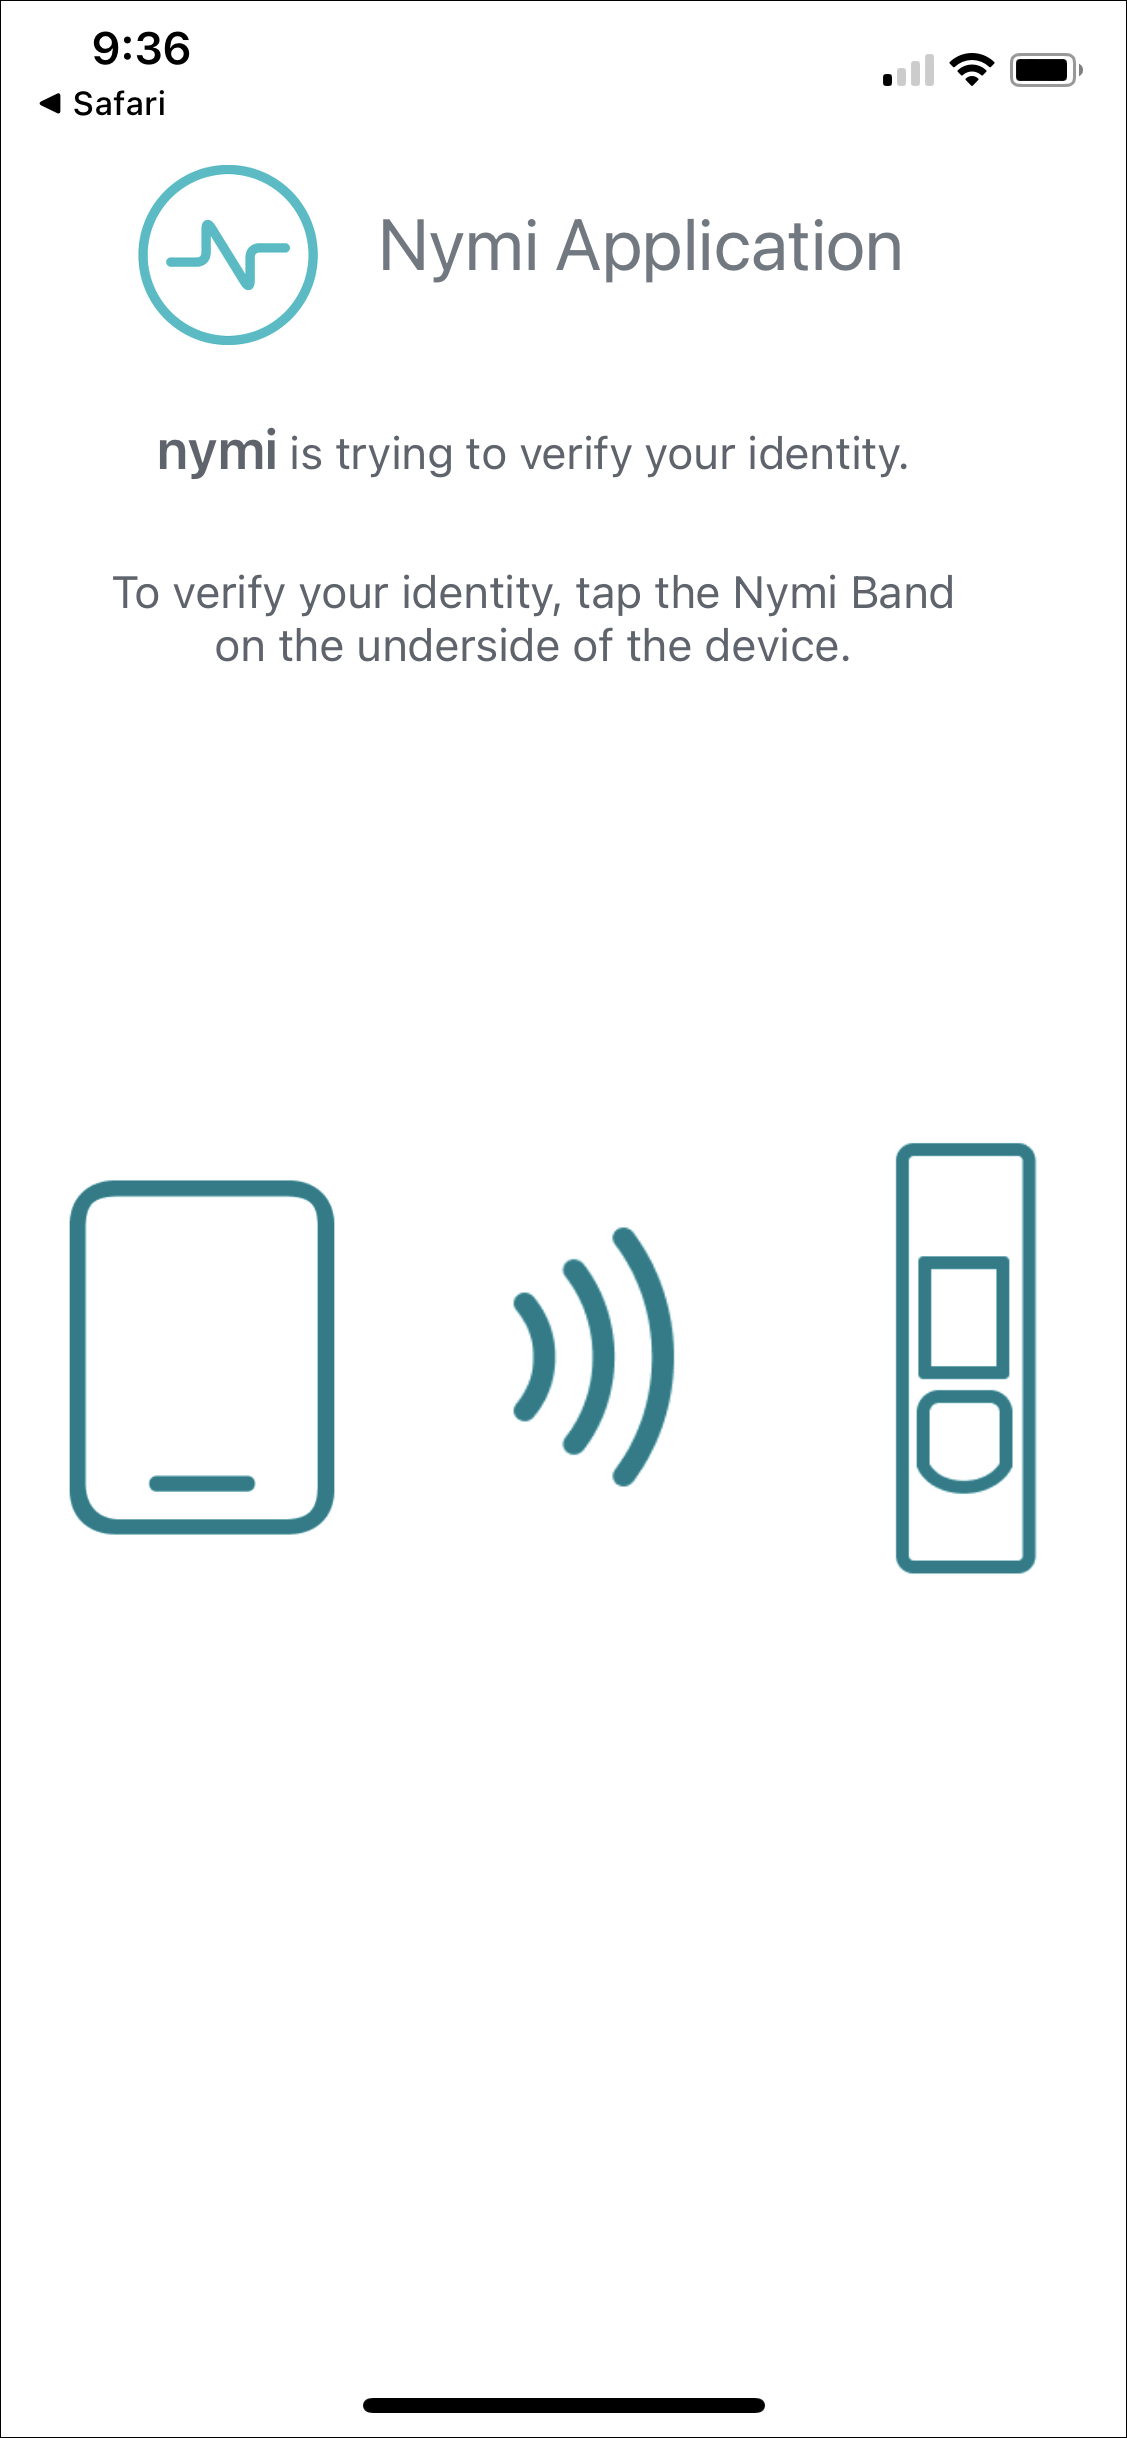 9:36
◀ Safari
Nymi Application
nymi is trying to verify your identity.
To verify your identity, tap the Nymi Band
on the underside of the device.